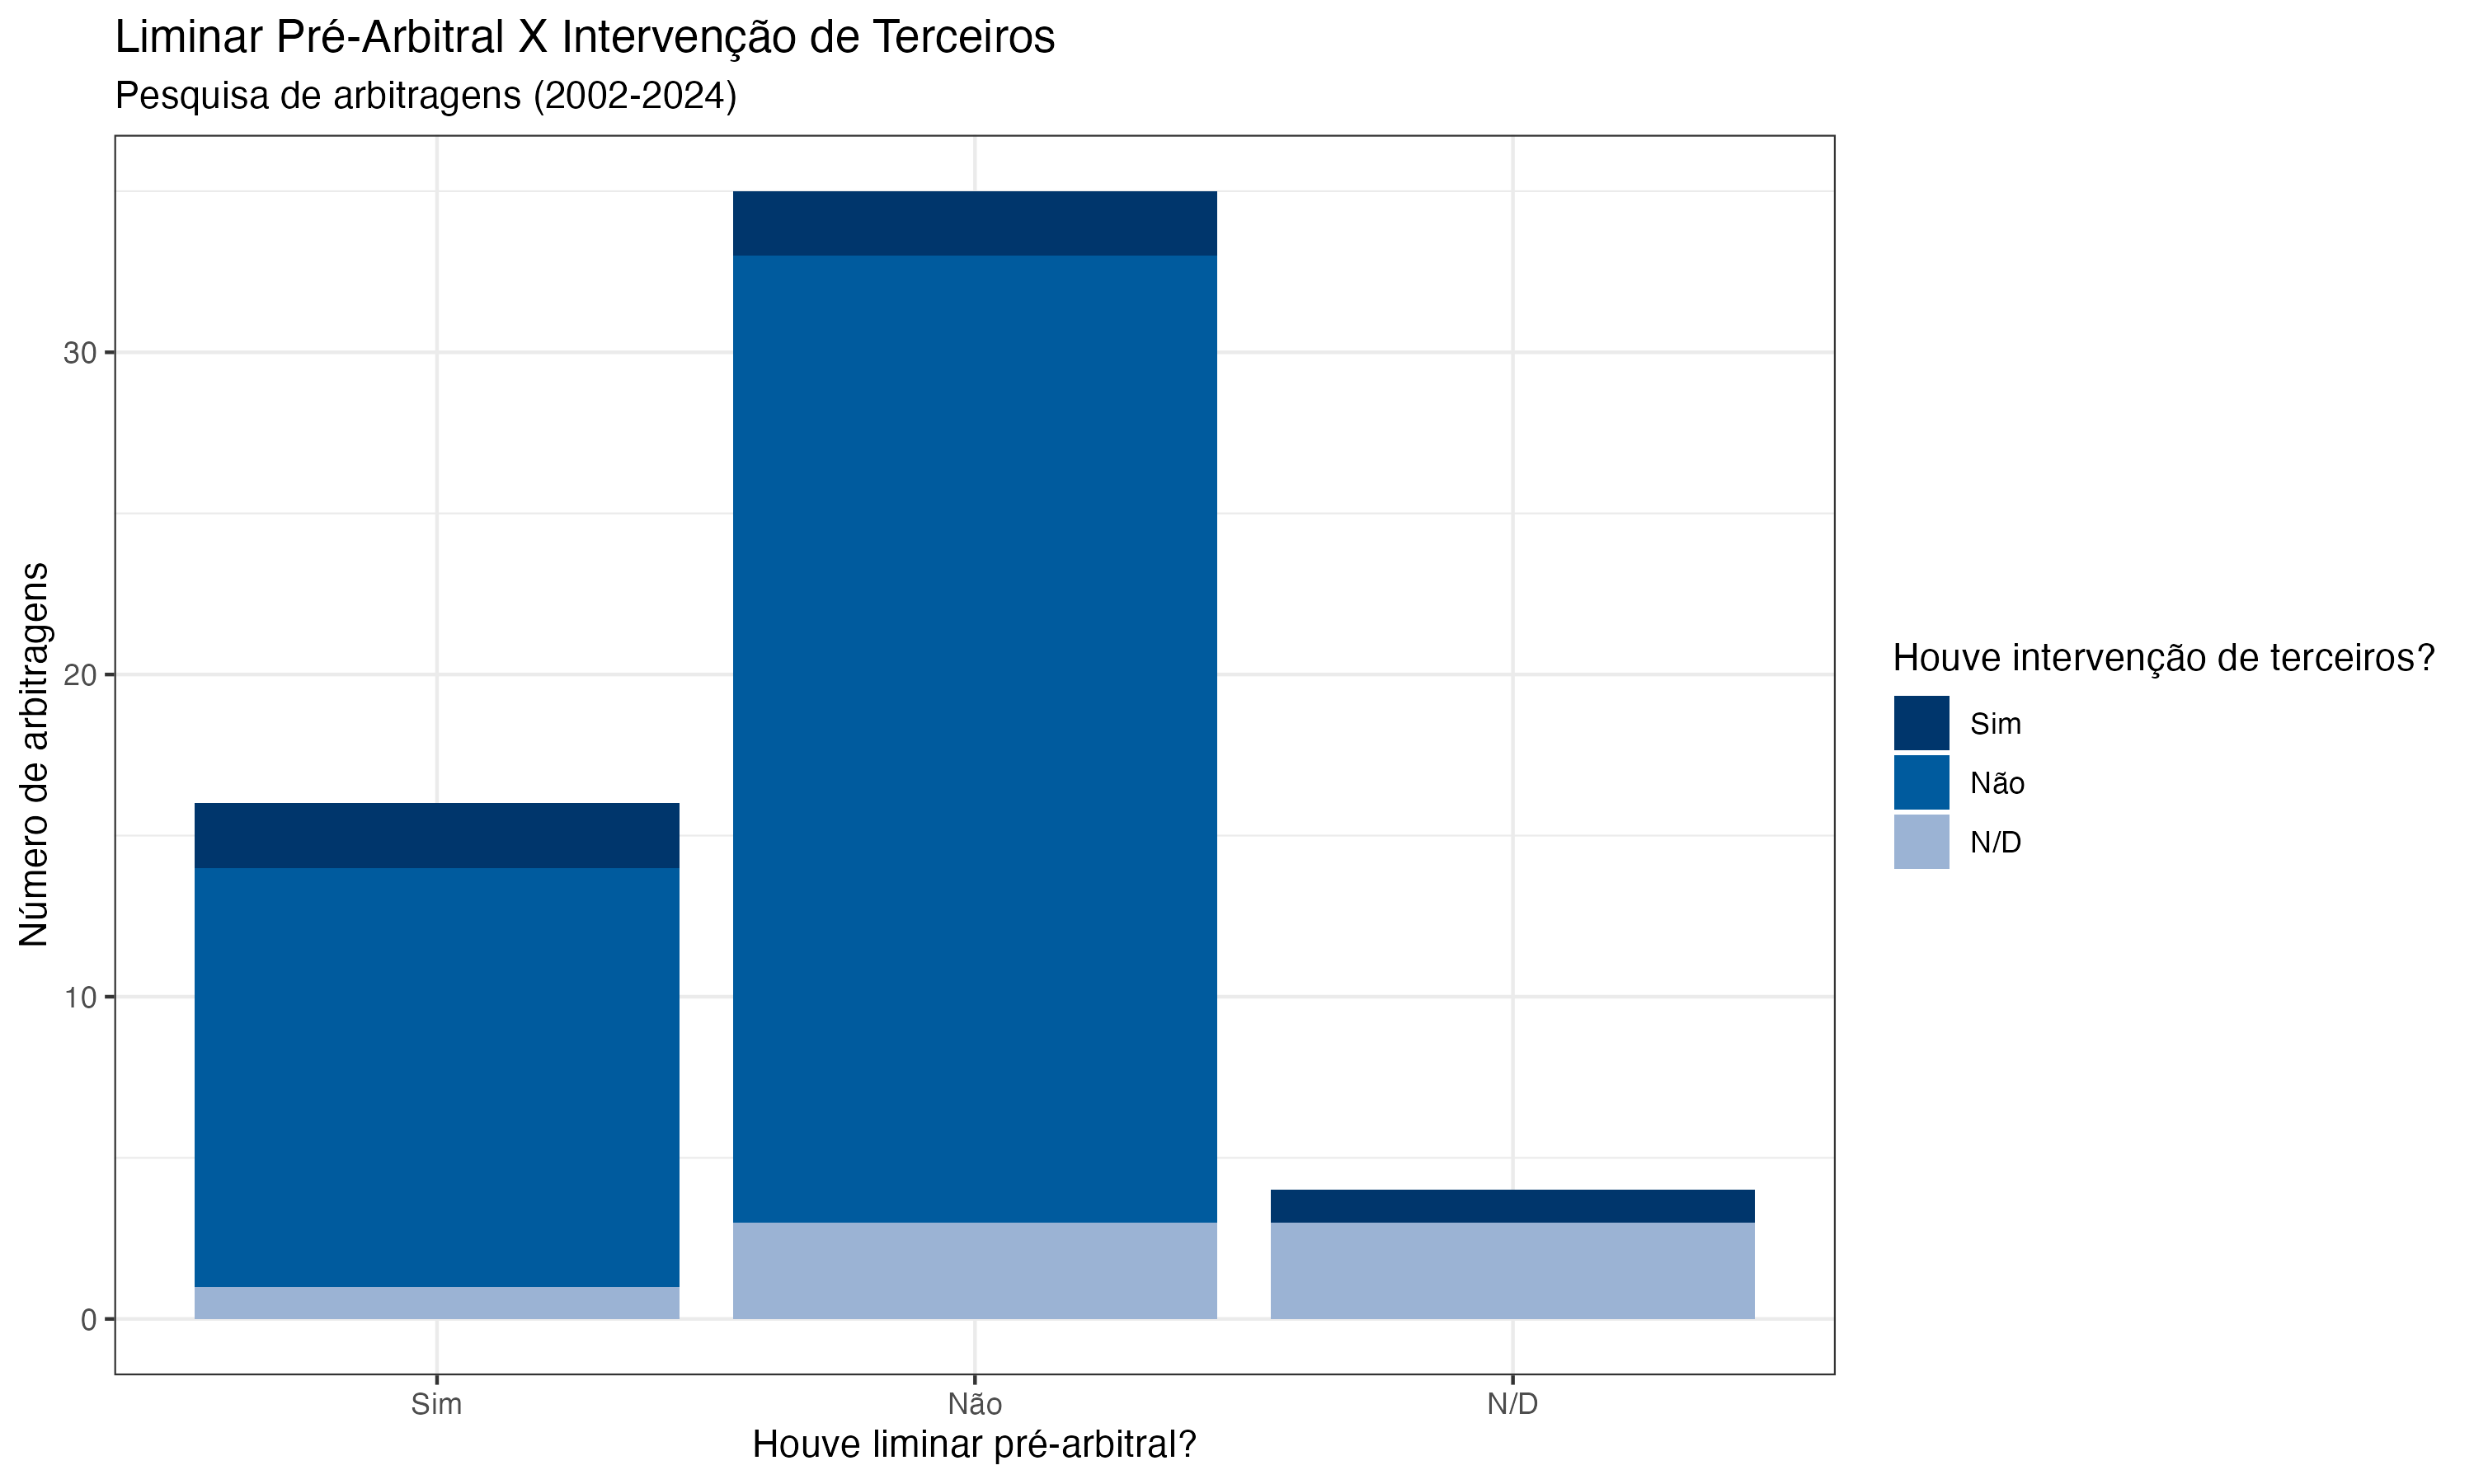 Liminar Pré-Arbitral X Intervenção de Terceiros
Pesquisa de arbitragens (2002-2024)
Número de arbitragens
30
20
10
0
Sim
Não
N/D
Houve liminar pré-arbitral?
Houve intervenção de terceiros?
Sim
Não
N/D